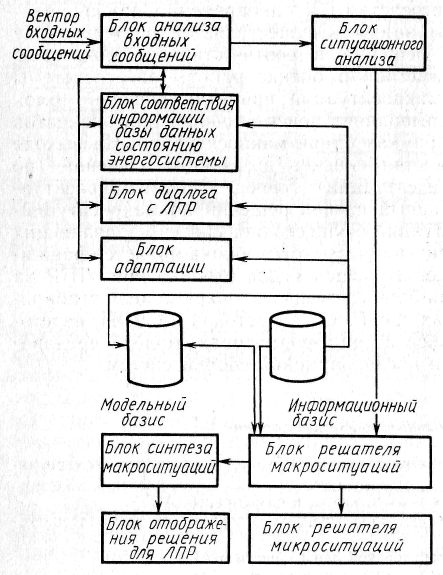 Вектор
входных
сообщений
Блок анализа
входных
сообщений
Блок
ситуационного
анализа
Блок соответствия
информации
базы данных
состоянию
энергосистемы
Блок диалога
с ЛПР
Блок
адаптации
Модельный
базис
Информационный
базис
Блок синтеза
макроситуаций
Блок решателя
макроситуаций
Блок отображе-
ния решения
для ЛПР
Блок решателя
микроситуаций